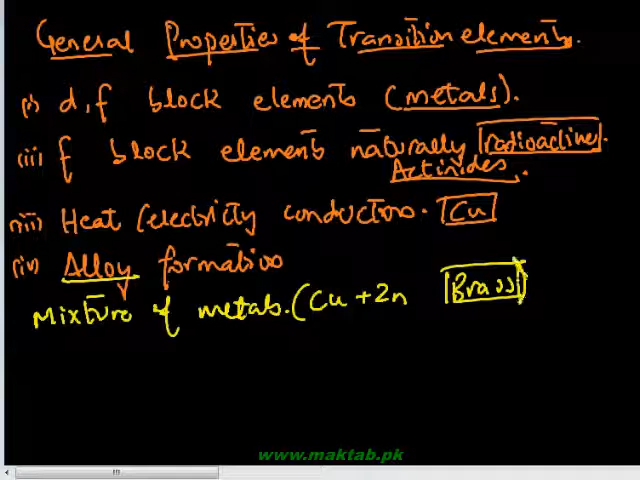 General Properties of Transition elements.
(i) d,f block elements (metals).
(ii) f block elements naturally radioactive.
Actinides.
(iii) Heat /electricity conductors. Cu
(iv) Alloy formation
Mixture of metals. (Cu + Zn Brass)
www.maktab.pk